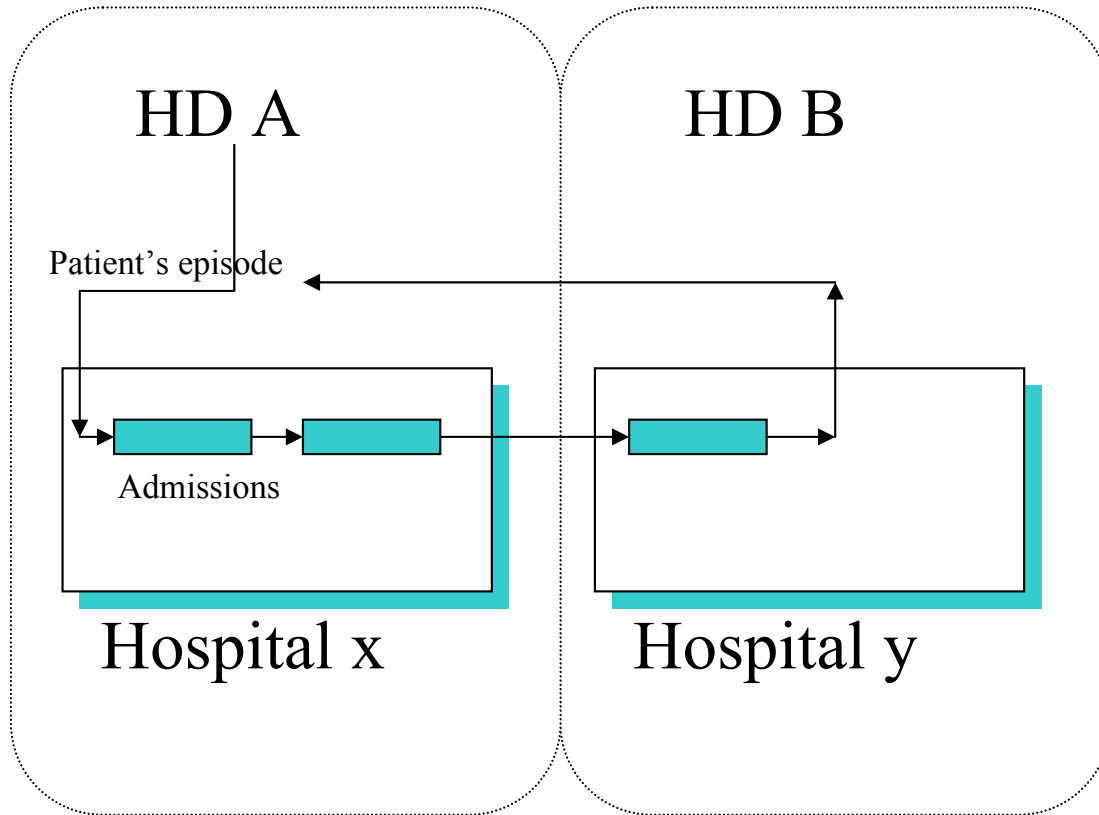 HD A
HD B
Patient’s episode
Admissions
Hospital x
Hospital y